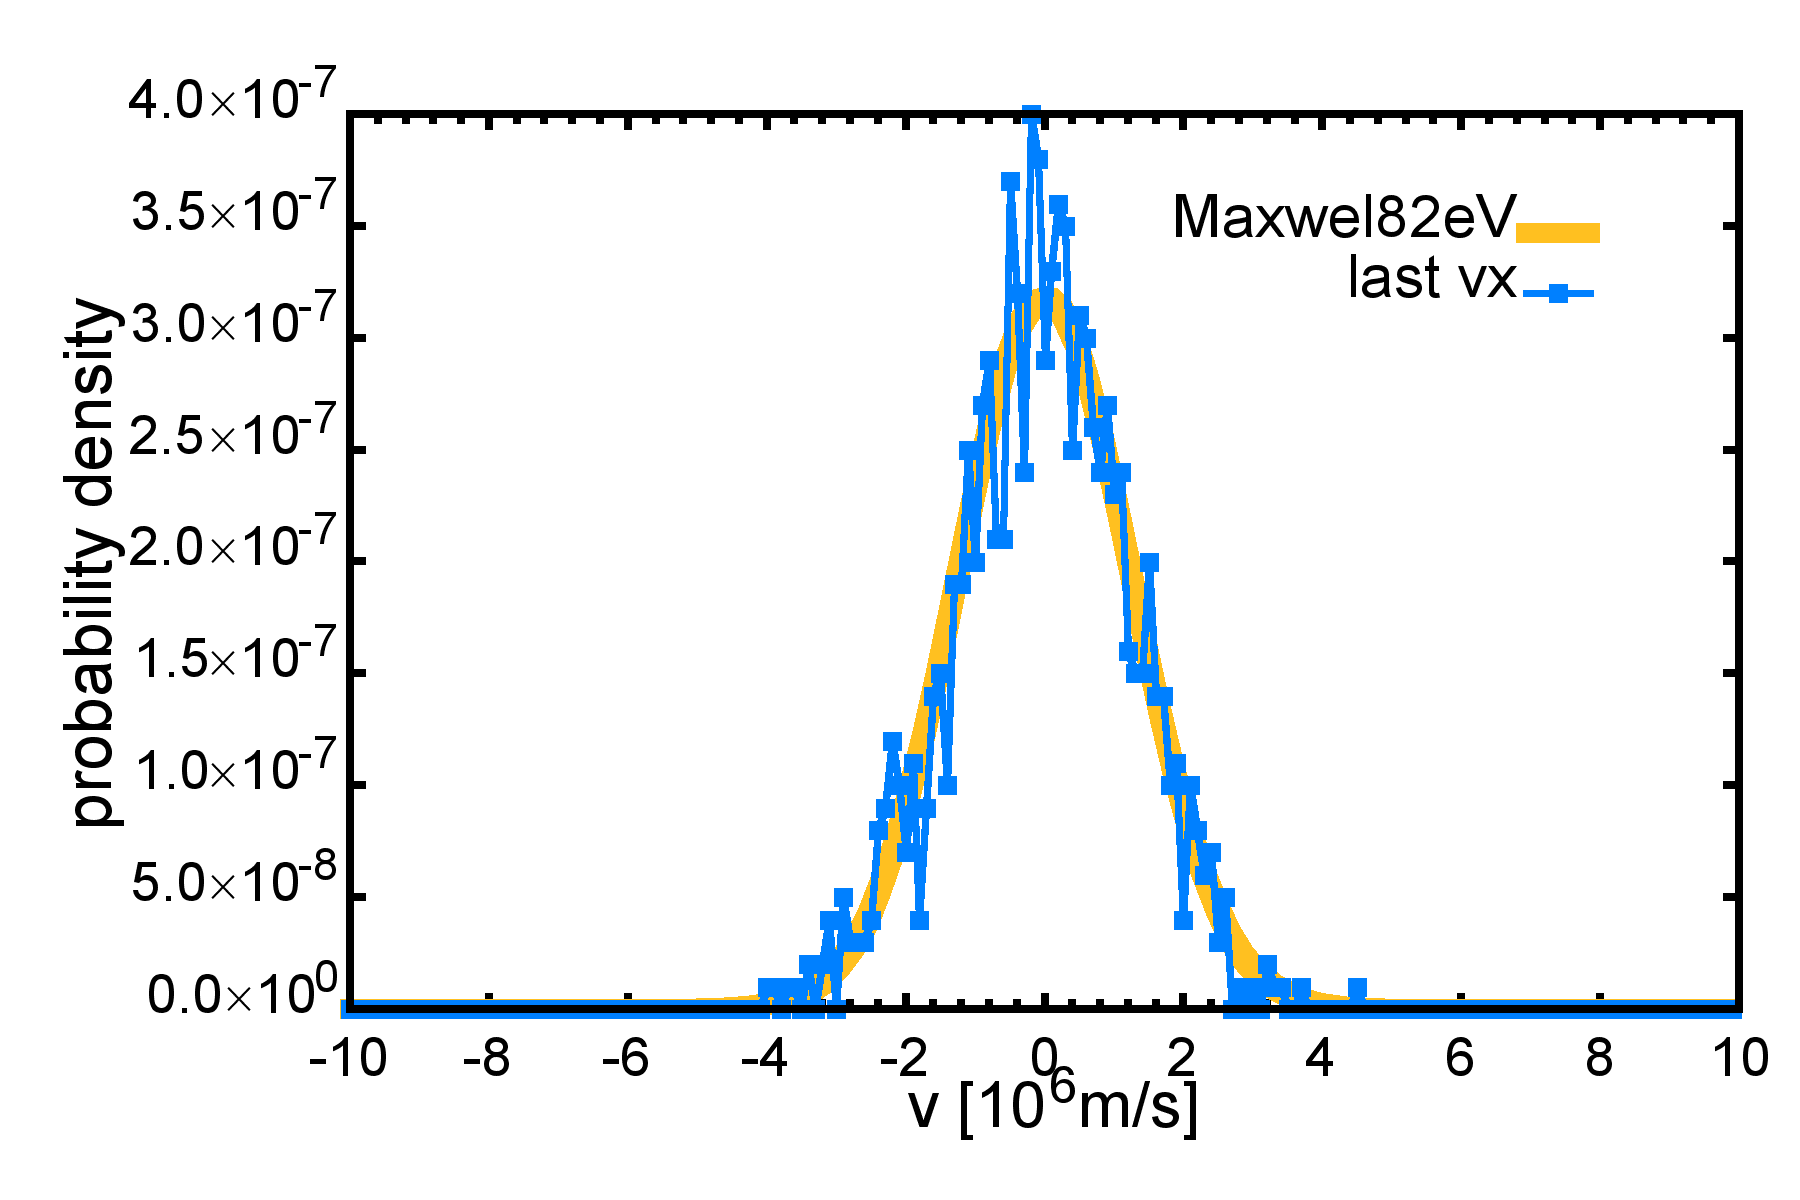 4.0×10⁻⁷
3.5×10⁻⁷
3.0×10⁻⁷
2.5×10⁻⁷
2.0×10⁻⁷
1.5×10⁻⁷
1.0×10⁻⁷
5.0×10⁻⁸
0.0×10⁰
probability density
Maxwel82eV
last vx
-10 -8 -6 -4 -2 0 2 4 6 8 10
v [10⁶m/s]